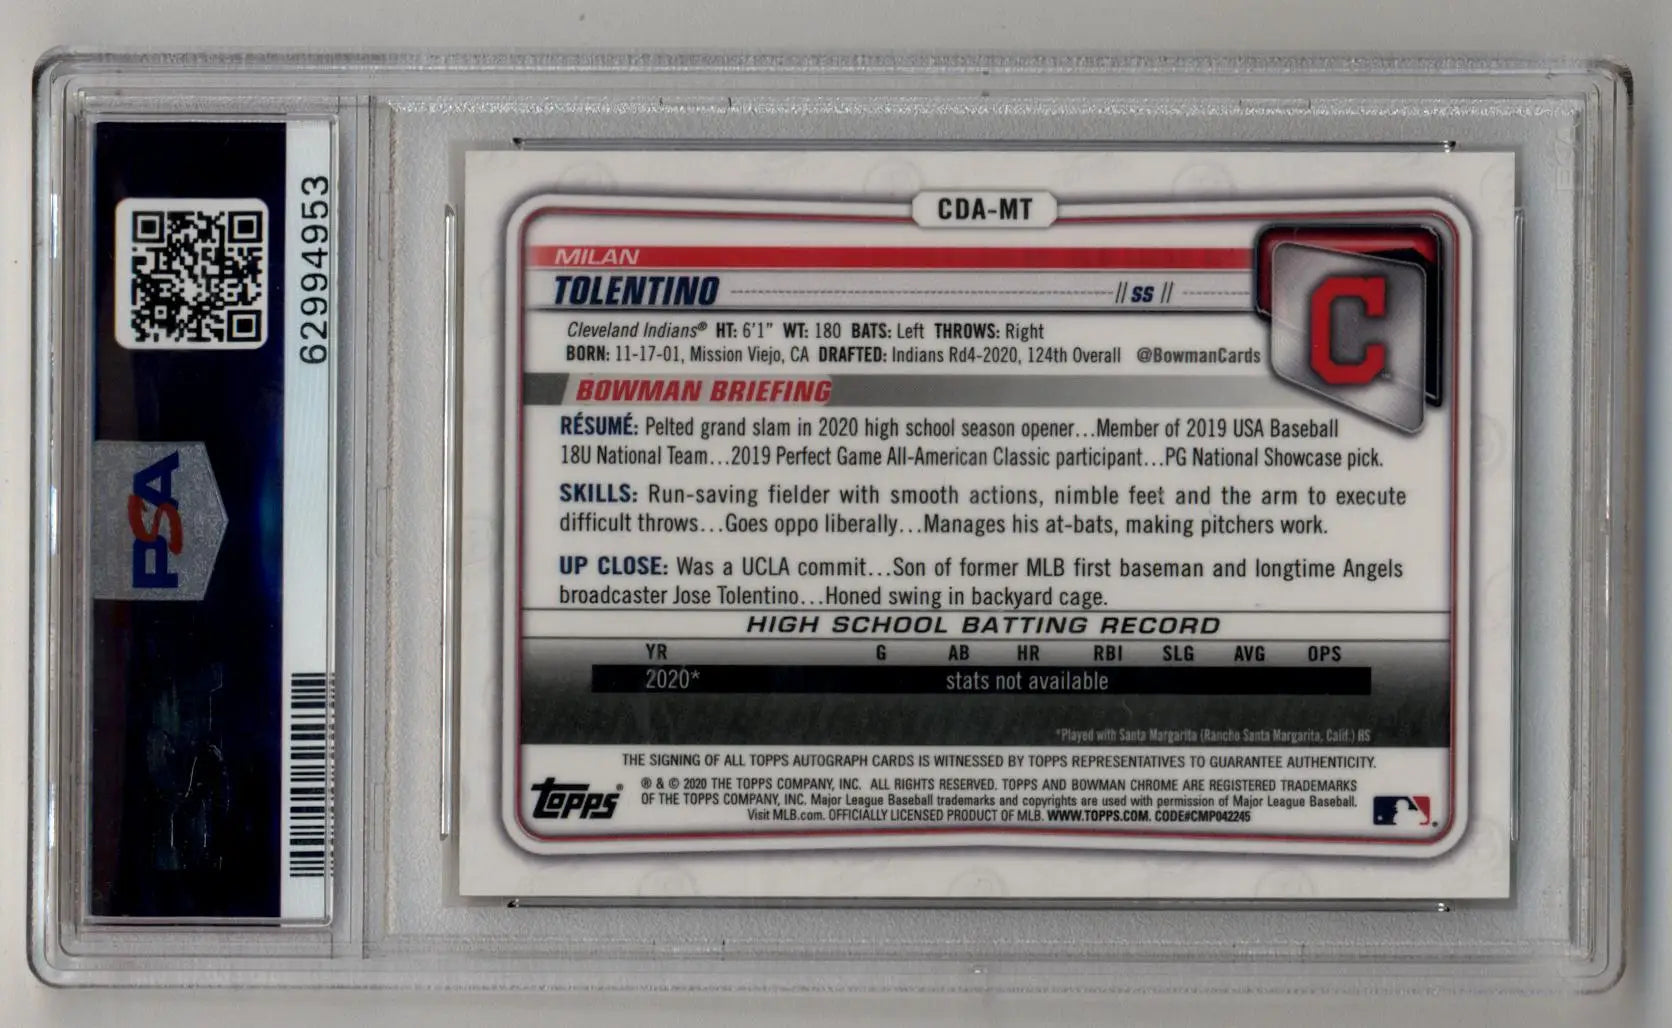 62994953
PSA
CDA-MT
MILAN
TOLENTINO // SS //
C
Cleveland Indians® HT: 6'1" WT: 180 BATS: Left THROWS: Right
BORN: 11-17-01, Mission Viejo, CA DRAFTED: Indians Rd4-2020, 124th Overall @BowmanCards
BOWMAN BRIEFING
RÉSUMÉ: Pelted grand slam in 2020 high school season opener...Member of 2019 USA Baseball
18U National Team...2019 Perfect Game All-American Classic participant...PG National Showcase pick.
SKILLS: Run-saving fielder with smooth actions, nimble feet and the arm to execute
difficult throws...Goes oppo liberally...Manages his at-bats, making pitchers work.
UP CLOSE: Was a UCLA commit...Son of former MLB first baseman and longtime Angels
broadcaster Jose Tolentino...Honed swing in backyard cage.
HIGH SCHOOL BATTING RECORD
YR G AB HR RBI SLG AVG OPS
2020* stats not available
*Played with Santa Margarita (Rancho Santa Margarita, Calif.) HS
THE SIGNING OF ALL TOPPS AUTOGRAPH CARDS IS WITNESSED BY TOPPS REPRESENTATIVES TO GUARANTEE AUTHENTICITY.
topps®
® & © 2020 THE TOPPS COMPANY, INC. ALL RIGHTS RESERVED. TOPPS AND BOWMAN CHROME ARE REGISTERED TRADEMARKS
OF THE TOPPS COMPANY, INC. Major League Baseball trademarks and copyrights are used with permission of Major League Baseball.
Visit MLB.com. OFFICIALLY LICENSED PRODUCT OF MLB. WWW.TOPPS.COM. CODE#CMP042245